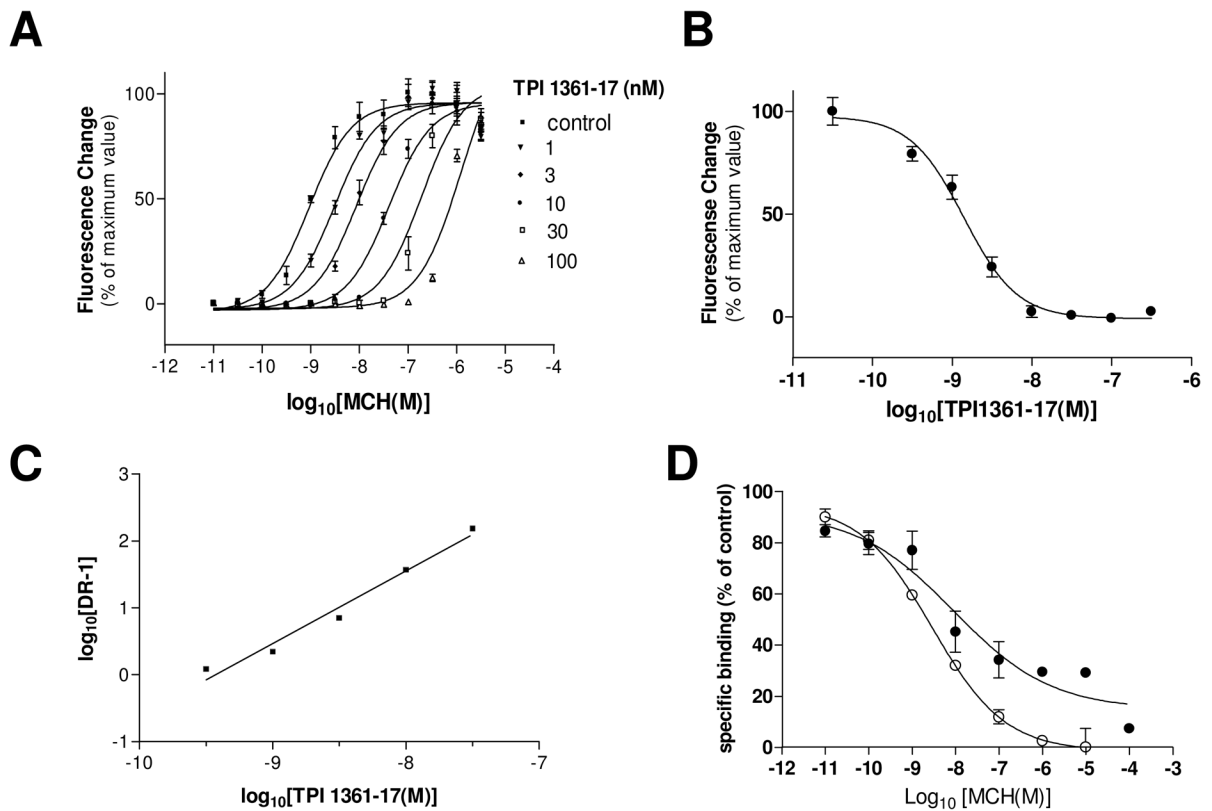 A
Fluorescence Change
(% of maximum value)
100
50
0
-12 -11 -10 -9 -8 -7 -6 -5 -4
log10[MCH(M)]
TPI 1361-17 (nM)
control
1
3
10
30
100
B
Fluorescense Change
(% of maximum value)
100
50
0
-11 -10 -9 -8 -7 -6
log10[TPI1361-17(M)]
C
log10[DR-1]
3
2
1
0
-1
-10 -9 -8 -7
log10[TPI 1361-17(M)]
D
specific binding (% of control)
100
80
60
40
20
0
-12 -11 -10 -9 -8 -7 -6 -5 -4 -3
Log10 [MCH(M)]